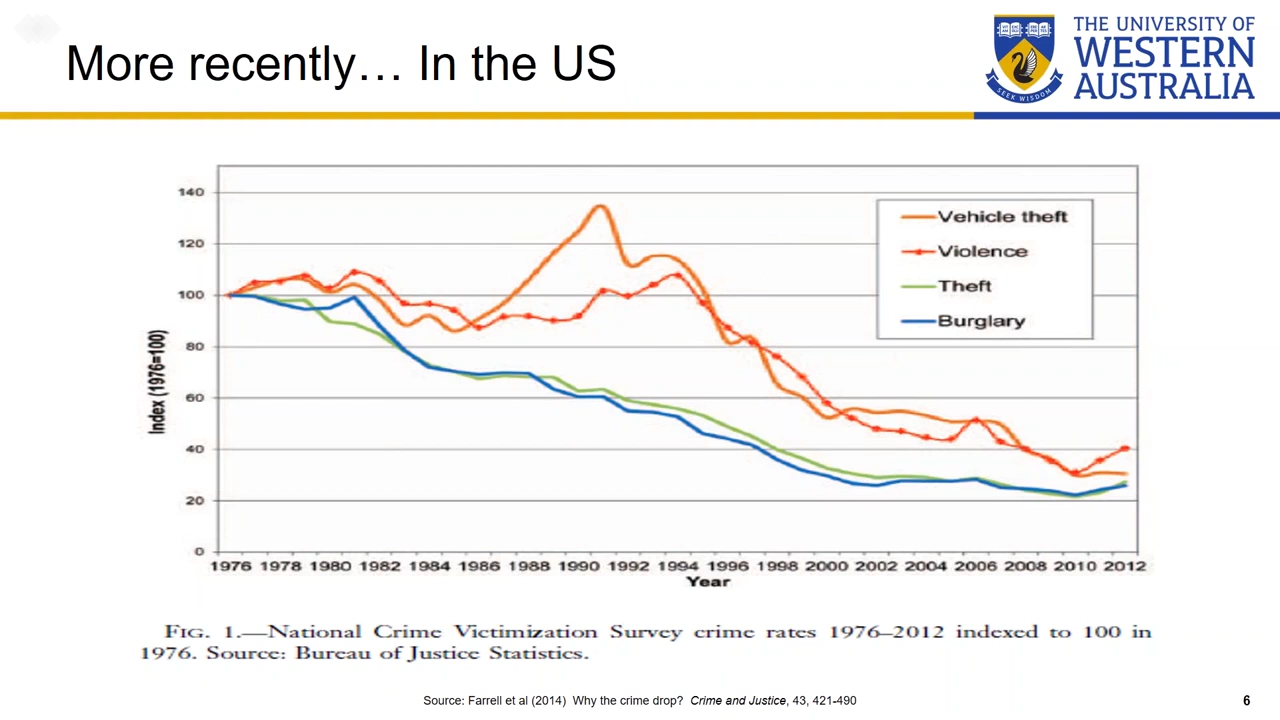 More recently… In the US
THE UNIVERSITY OF
WESTERN
AUSTRALIA
SEEK WISDOM
140
120
100
80
60
40
20
0
Index (1976=100)
Vehicle theft
Violence
Theft
Burglary
1976 1978 1980 1982 1984 1986 1988 1990 1992 1994 1996 1998 2000 2002 2004 2006 2008 2010 2012
Year
FIG. 1.—National Crime Victimization Survey crime rates 1976–2012 indexed to 100 in
1976. Source: Bureau of Justice Statistics.
Source: Farrell et al (2014) Why the crime drop? Crime and Justice, 43, 421-490
6